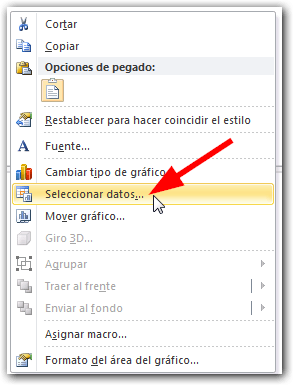 Cortar
Copiar
Opciones de pegado:
Restablecer para hacer coincidir el estilo
Fuente...
Cambiar tipo de gráfico...
Seleccionar datos...
Mover gráfico...
Giro 3D...
Agrupar
Traer al frente
Enviar al fondo
Asignar macro...
Formato del área del gráfico...